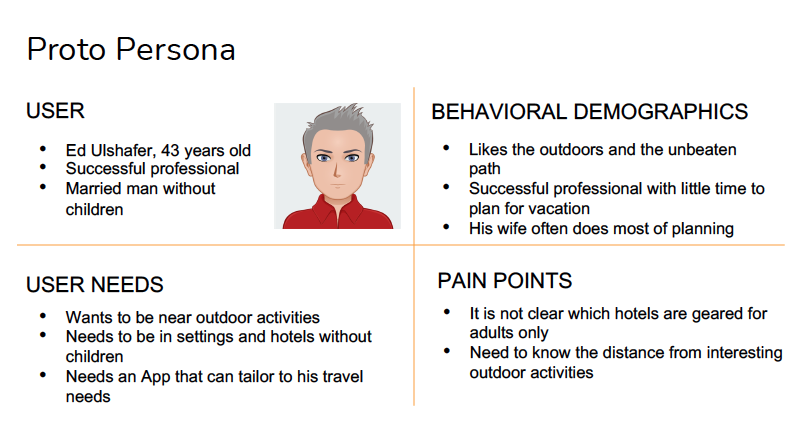 Proto Persona
USER
• Ed Ulshafer, 43 years old
• Successful professional
• Married man without
children
BEHAVIORAL DEMOGRAPHICS
• Likes the outdoors and the unbeaten
path
• Successful professional with little time to
plan for vacation
• His wife often does most of planning
USER NEEDS
• Wants to be near outdoor activities
• Needs to be in settings and hotels without
children
• Needs an App that can tailor to his travel
needs
PAIN POINTS
• It is not clear which hotels are geared for
adults only
• Need to know the distance from interesting
outdoor activities